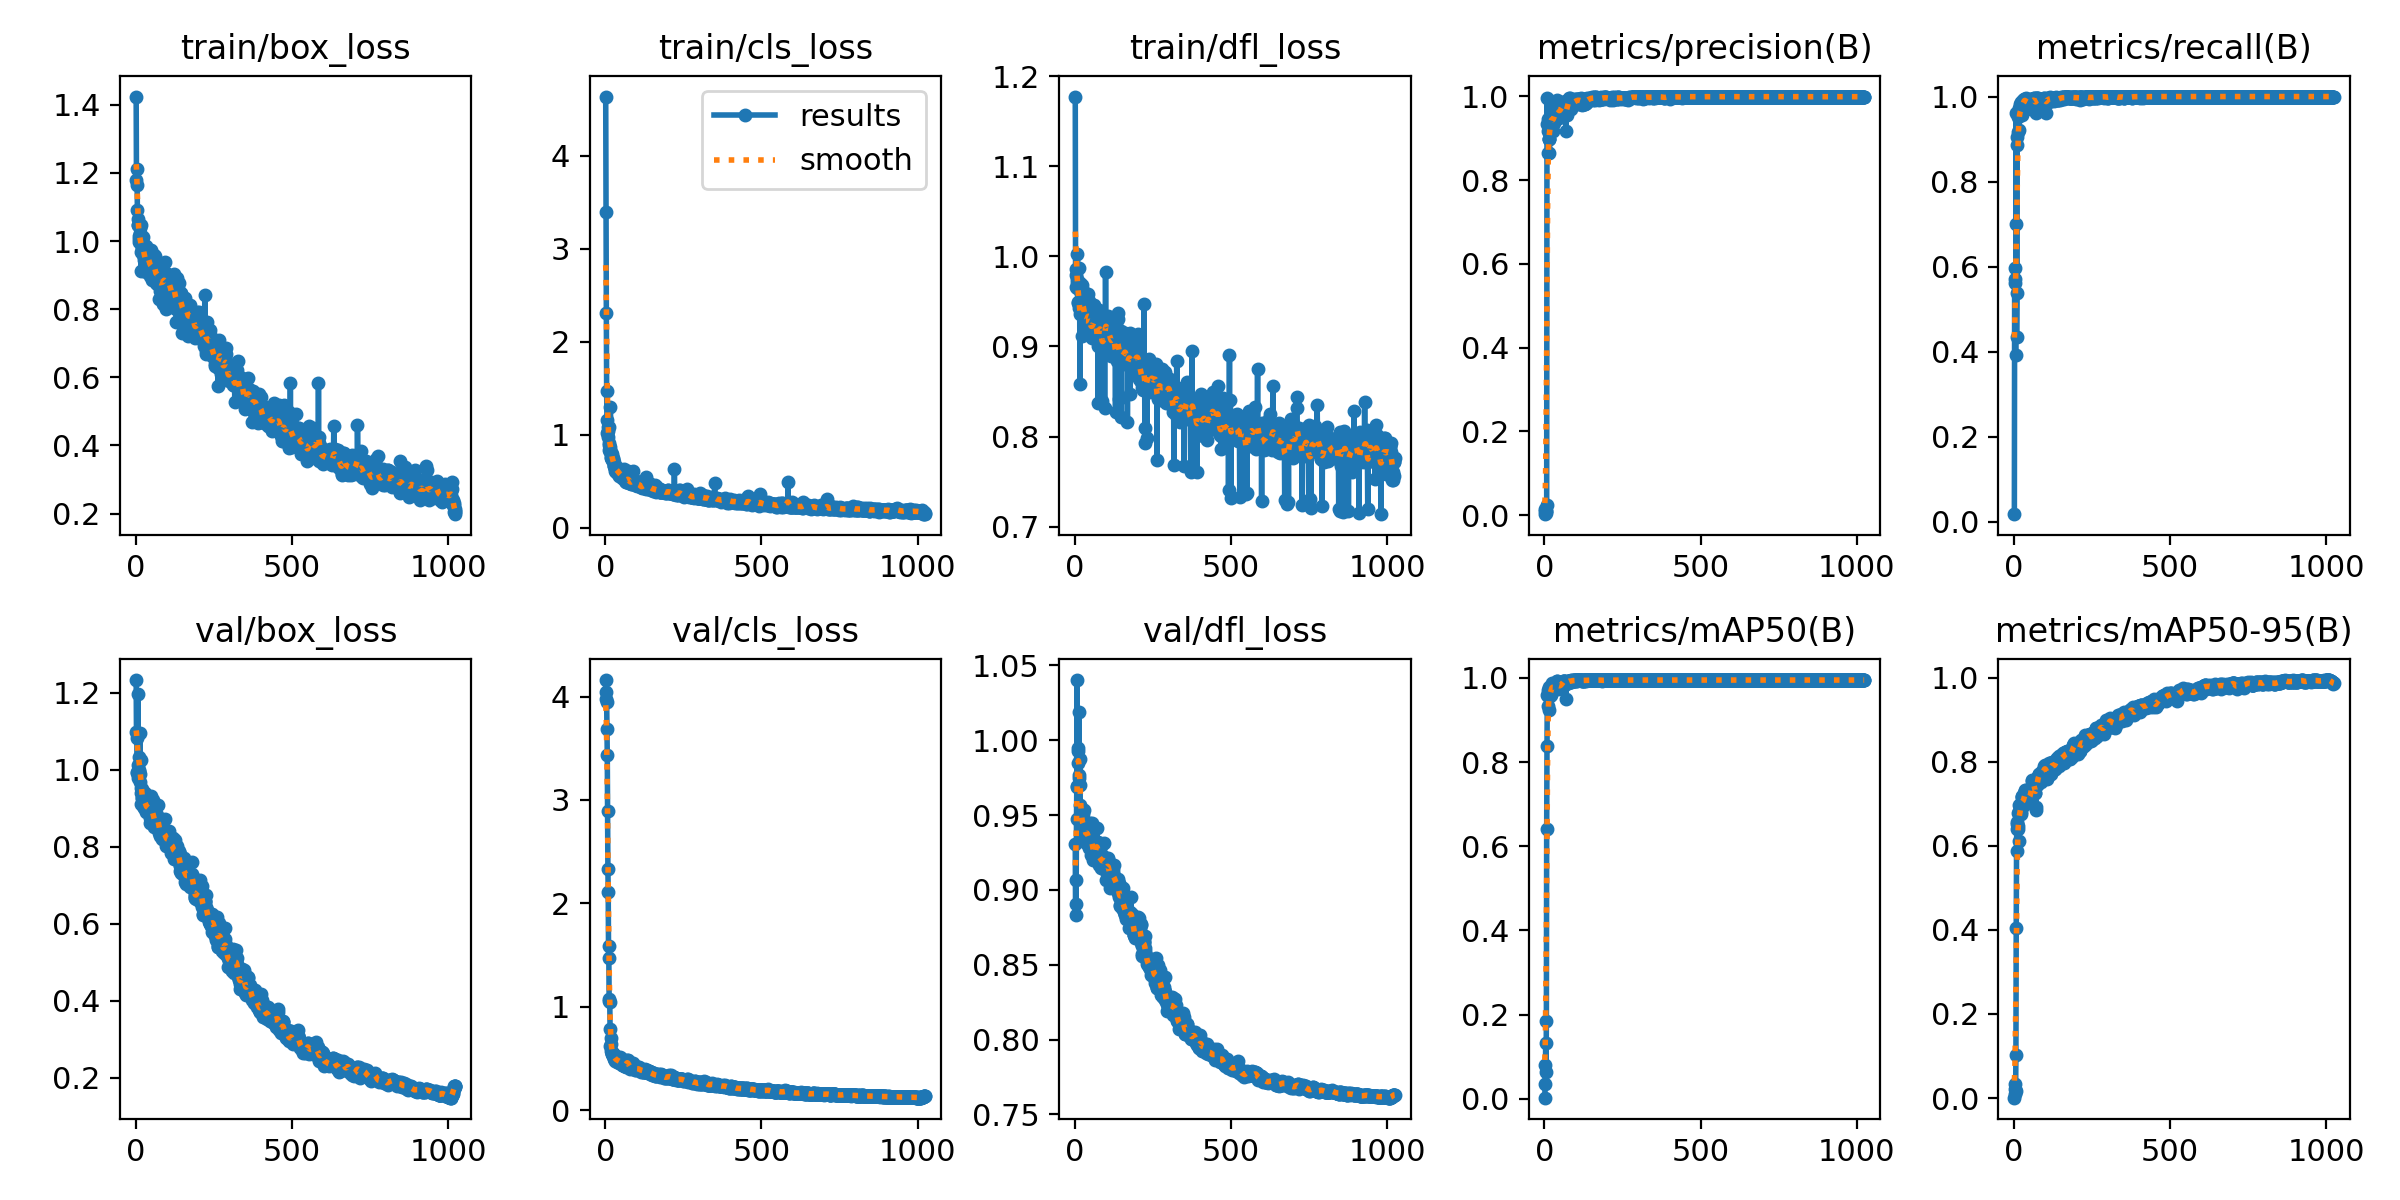 train/box_loss
1.4
1.2
1.0
0.8
0.6
0.4
0.2
0 500 1000
train/cls_loss
results
smooth
4
3
2
1
0
0 500 1000
train/dfl_loss
1.2
1.1
1.0
0.9
0.8
0.7
0 500 1000
metrics/precision(B)
1.0
0.8
0.6
0.4
0.2
0.0
0 500 1000
metrics/recall(B)
1.0
0.8
0.6
0.4
0.2
0.0
0 500 1000
val/box_loss
1.2
1.0
0.8
0.6
0.4
0.2
0 500 1000
val/cls_loss
4
3
2
1
0
0 500 1000
val/dfl_loss
1.05
1.00
0.95
0.90
0.85
0.80
0.75
0 500 1000
metrics/mAP50(B)
1.0
0.8
0.6
0.4
0.2
0.0
0 500 1000
metrics/mAP50-95(B)
1.0
0.8
0.6
0.4
0.2
0.0
0 500 1000